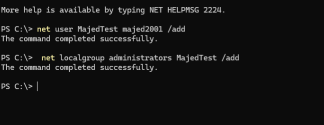 More help is available by typing NET HELPMSG 2224.
PS C:\> net user MajedTest majed2001 /add
The command completed successfully.
PS C:\>  net localgroup administrators MajedTest /add
The command completed successfully.
PS C:\>